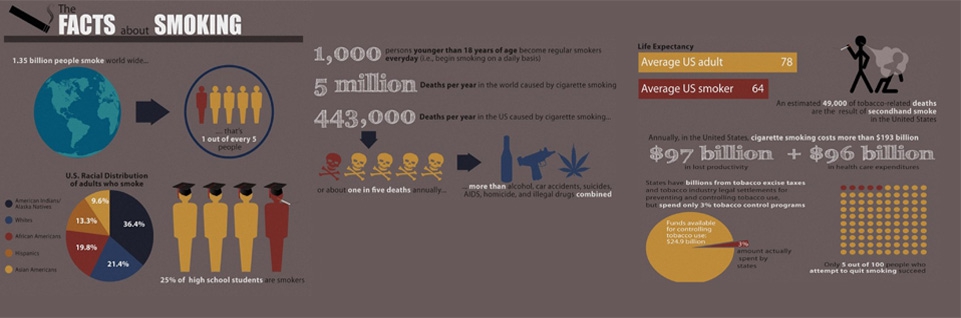 The
FACTS about SMOKING
1.35 billion people smoke world wide...
... that's
1 out of every 5
people
U.S. Racial Distribution
of adults who smoke
American Indians/
Alaska Natives
Whites
African Americans
Hispanics
Asian Americans
9.6%
13.3%
36.4%
19.8%
21.4%
25% of high school students are smokers
1,000 persons younger than 18 years of age become regular smokers
everyday (i.e., begin smoking on a daily basis)
5 million Deaths per year in the world caused by cigarette smoking
443,000 Deaths per year in the US caused by cigarette smoking...
or about one in five deaths annually...
...more than alcohol, car accidents, suicides,
AIDS, homicide, and illegal drugs combined
Life Expectancy
Average US adult 78
Average US smoker 64
An estimated 49,000 of tobacco-related deaths
are the result of secondhand smoke
in the United States
Annually, in the United States, cigarette smoking costs more than $193 billion
$97 billion + $96 billion
in lost productivity
in health care expenditures
States have billions from tobacco excise taxes
and tobacco industry legal settlements for
preventing and controlling tobacco use,
but spend only 3% tobacco control programs
Funds available
for controlling
tobacco use:
$24.9 billion
3%
amount actually
spent by
states
Only 5 out of 100 people who
attempt to quit smoking succeed